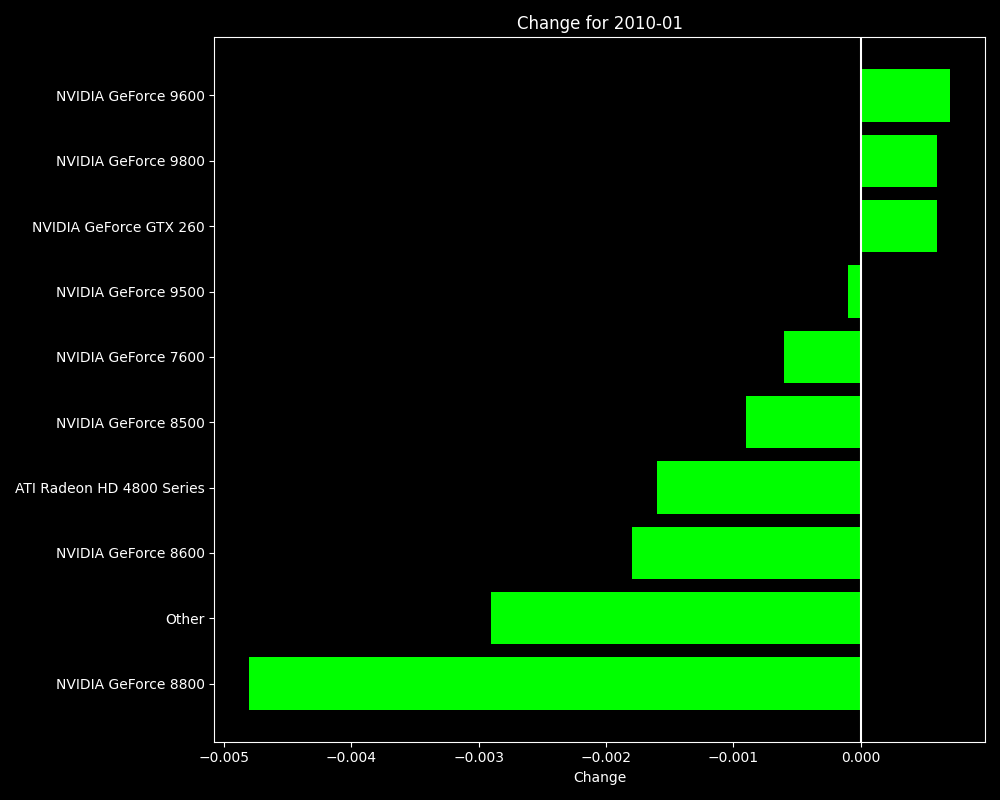 Change for 2010-01
NVIDIA GeForce 9600
NVIDIA GeForce 9800
NVIDIA GeForce GTX 260
NVIDIA GeForce 9500
NVIDIA GeForce 7600
NVIDIA GeForce 8500
ATI Radeon HD 4800 Series
NVIDIA GeForce 8600
Other
NVIDIA GeForce 8800
−0.005 −0.004 −0.003 −0.002 −0.001 0.000
Change